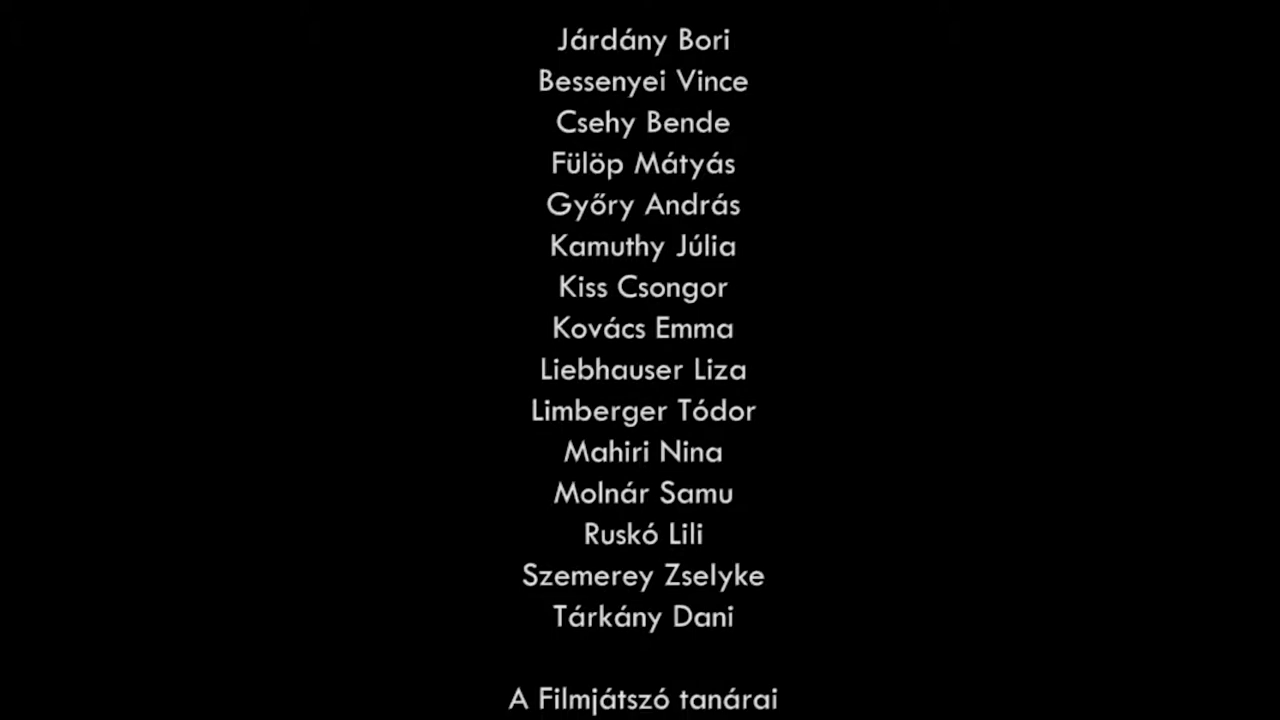 Járdány Bori
Bessenyei Vince
Csehy Bende
Fülöp Mátyás
Győry András
Kamuthy Júlia
Kiss Csongor
Kovács Emma
Liebhauser Liza
Limberger Tódor
Mahiri Nina
Molnár Samu
Ruskó Lili
Szemerey Zselyke
Tárkány Dani
A Filmjátszó tanárai